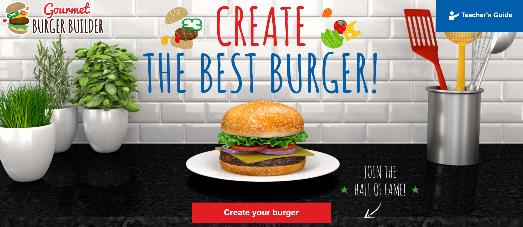 Gourmet
BURGER BUILDER
Teacher's Guide
CREATE
THE BEST BURGER!
JOIN THE
HALL OF FAME!
Create your burger